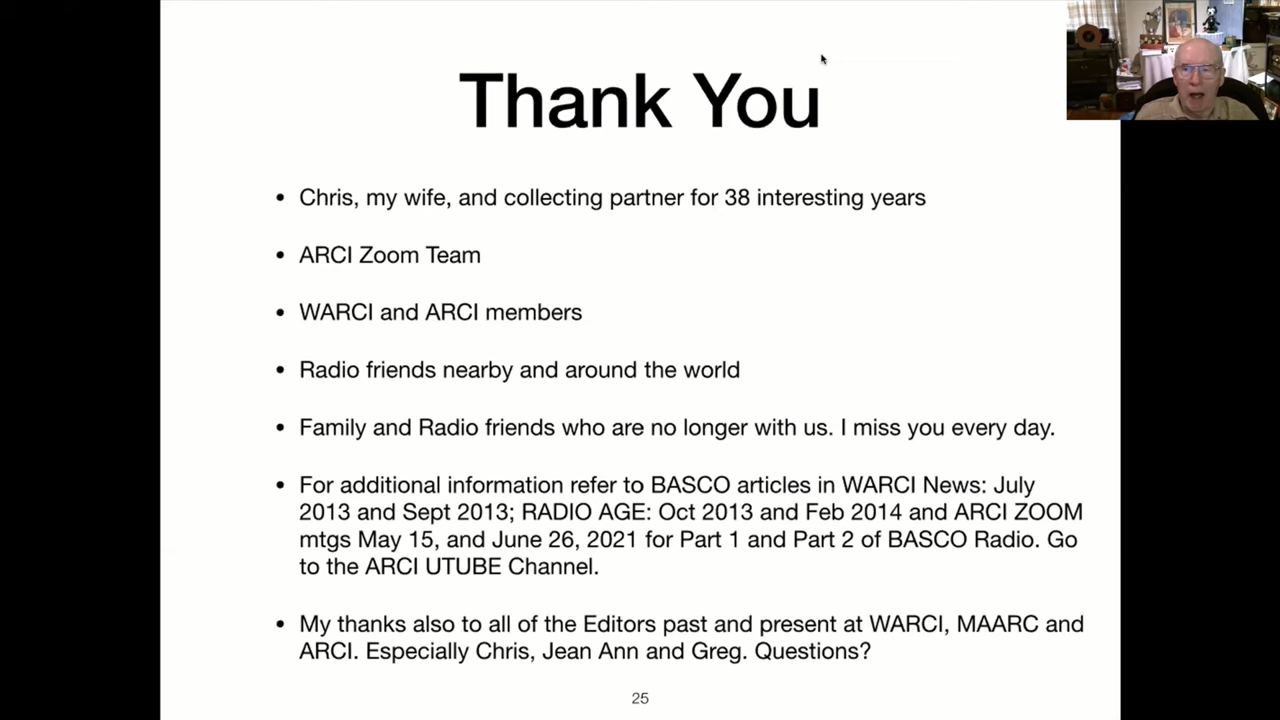 Thank You
• Chris, my wife, and collecting partner for 38 interesting years
• ARCI Zoom Team
• WARCI and ARCI members
• Radio friends nearby and around the world
• Family and Radio friends who are no longer with us. I miss you every day.
• For additional information refer to BASCO articles in WARCI News: July
2013 and Sept 2013; RADIO AGE: Oct 2013 and Feb 2014 and ARCI ZOOM
mtgs May 15, and June 26, 2021 for Part 1 and Part 2 of BASCO Radio. Go
to the ARCI UTUBE Channel.
• My thanks also to all of the Editors past and present at WARCI, MAARC and
ARCI. Especially Chris, Jean Ann and Greg. Questions?
25